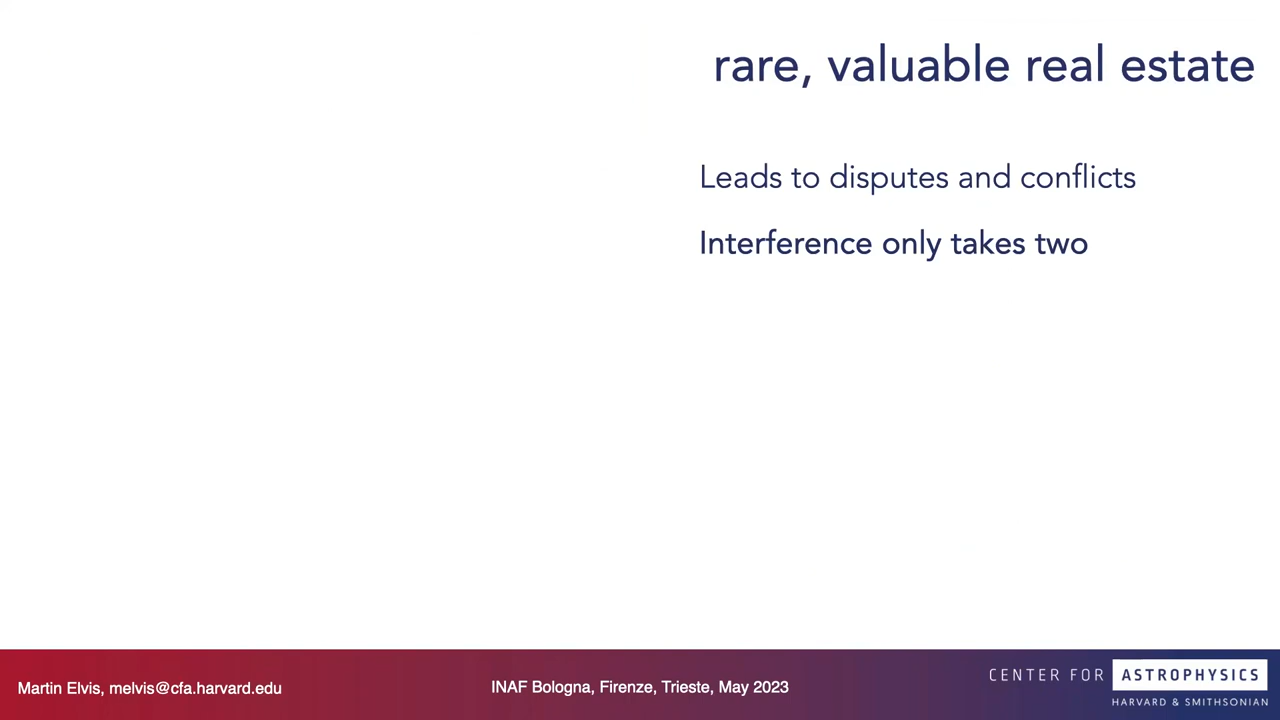 rare, valuable real estate
Leads to disputes and conflicts
Interference only takes two
Martin Elvis, melvis@cfa.harvard.edu
INAF Bologna, Firenze, Trieste, May 2023
CENTER FOR ASTROPHYSICS
HARVARD & SMITHSONIAN